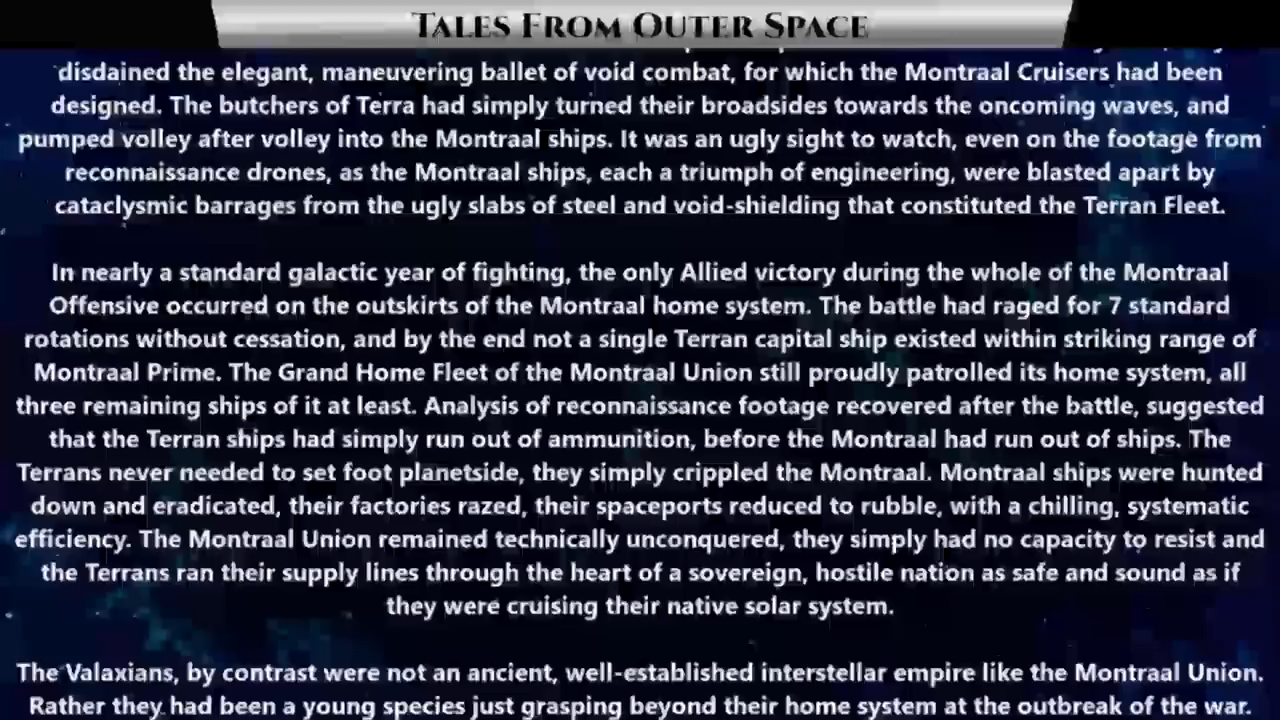 Tales From Outer Space
disdained the elegant, maneuvering ballet of void combat, for which the Montraal Cruisers had been
designed. The butchers of Terra had simply turned their broadsides towards the oncoming waves, and
pumped volley after volley into the Montraal ships. It was an ugly sight to watch, even on the footage from
reconnaissance drones, as the Montraal ships, each a triumph of engineering, were blasted apart by
cataclysmic barrages from the ugly slabs of steel and void-shielding that constituted the Terran Fleet.
In nearly a standard galactic year of fighting, the only Allied victory during the whole of the Montraal
Offensive occurred on the outskirts of the Montraal home system. The battle had raged for 7 standard
rotations without cessation, and by the end not a single Terran capital ship existed within striking range of
Montraal Prime. The Grand Home Fleet of the Montraal Union still proudly patrolled its home system, all
three remaining ships of it at least. Analysis of reconnaissance footage recovered after the battle, suggested
that the Terran ships had simply run out of ammunition, before the Montraal had run out of ships. The
Terrans never needed to set foot planetside, they simply crippled the Montraal. Montraal ships were hunted
down and eradicated, their factories razed, their spaceports reduced to rubble, with a chilling, systematic
efficiency. The Montraal Union remained technically unconquered, they simply had no capacity to resist and
the Terrans ran their supply lines through the heart of a sovereign, hostile nation as safe and sound as if
they were cruising their native solar system.
The Valaxians, by contrast were not an ancient, well-established interstellar empire like the Montraal Union.
Rather they had been a young species just grasping beyond their home system at the outbreak of the war.